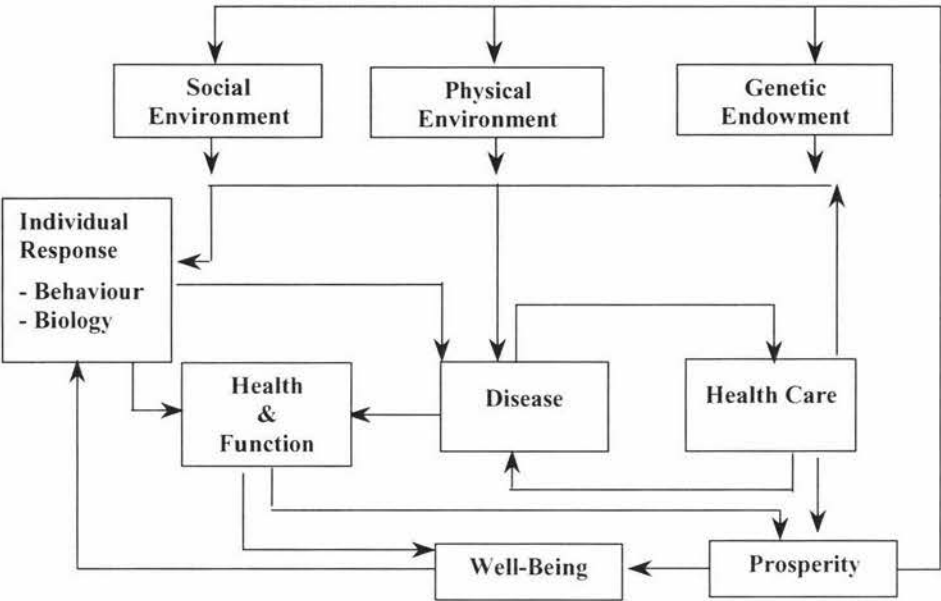 Social
Environment
Physical
Environment
Genetic
Endowment
Individual
Response
- Behaviour
- Biology
Health
&
Function
Disease
Health Care
Well-Being
Prosperity